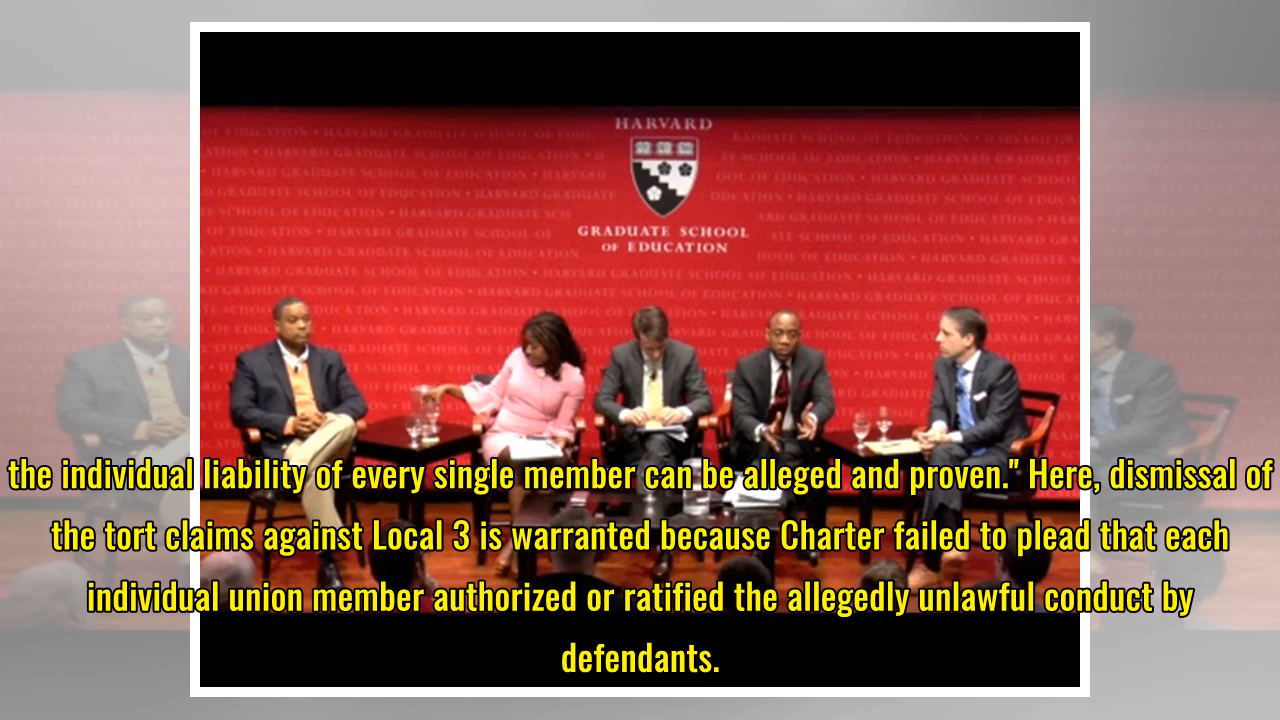 HARVARD
GRADUATE SCHOOL
OF EDUCATION
the individual liability of every single member can be alleged and proven." Here, dismissal of
the tort claims against Local 3 is warranted because Charter failed to plead that each
individual union member authorized or ratified the allegedly unlawful conduct by
defendants.